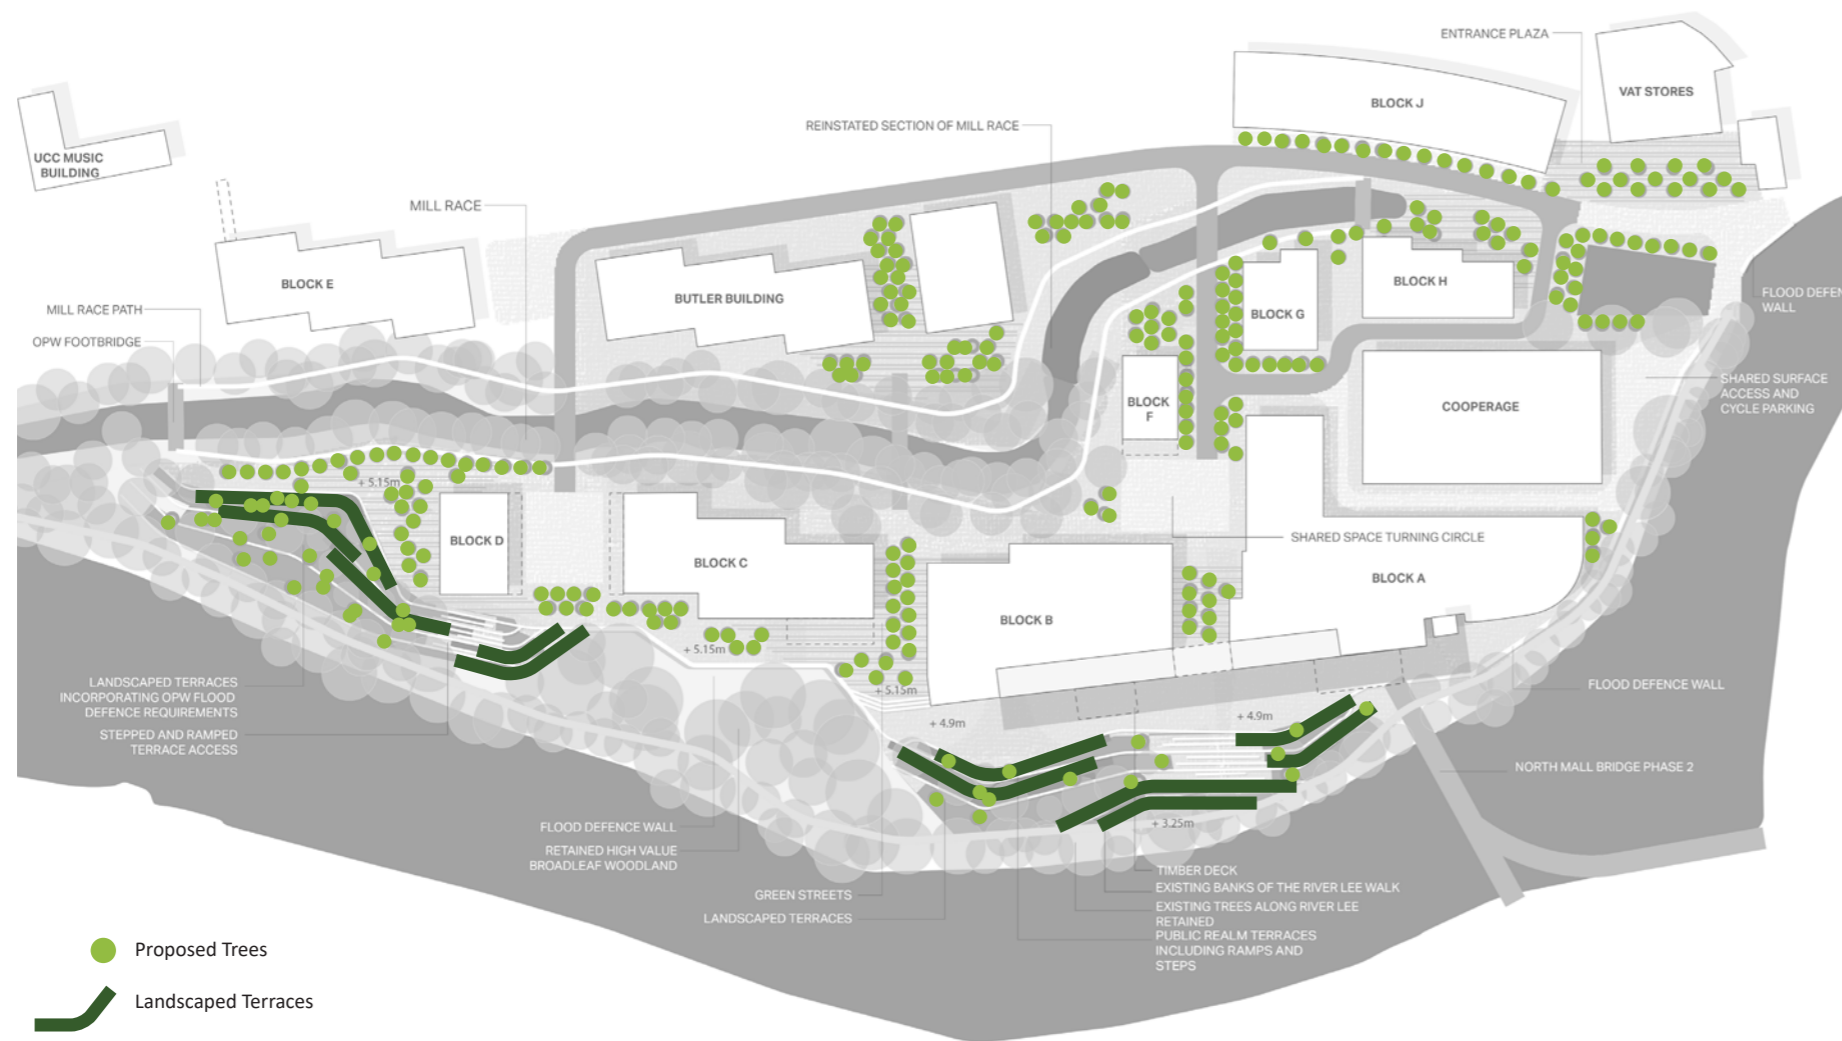 ENTRANCE PLAZA
VAT STORES
BLOCK J
REINSTATED SECTION OF MILL RACE
UCC MUSIC
BUILDING
MILL RACE
BLOCK E
BUTLER BUILDING
BLOCK H
BLOCK G
FLOOD DEFEN
WALL
MILL RACE PATH
OPW FOOTBRIDGE
SHARED SURFACE
ACCESS AND
CYCLE PARKING
BLOCK
F
COOPERAGE
+ 5.15m
BLOCK D
BLOCK C
SHARED SPACE TURNING CIRCLE
BLOCK A
BLOCK B
+ 5.15m
+ 5.15m
LANDSCAPED TERRACES
INCORPORATING OPW FLOOD
DEFENCE REQUIREMENTS
STEPPED AND RAMPED
TERRACE ACCESS
FLOOD DEFENCE WALL
+ 4.9m
+ 4.9m
NORTH MALL BRIDGE PHASE 2
+ 3.25m
FLOOD DEFENCE WALL
RETAINED HIGH VALUE
BROADLEAF WOODLAND
GREEN STREETS
LANDSCAPED TERRACES
TIMBER DECK
EXISTING BANKS OF THE RIVER LEE WALK
EXISTING TREES ALONG RIVER LEE
RETAINED
PUBLIC REALM TERRACES
INCLUDING RAMPS AND
STEPS
Proposed Trees
Landscaped Terraces